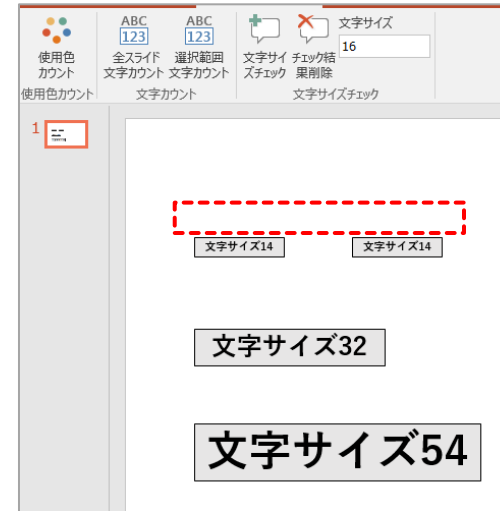 ABC
123
ABC
123
文字サイズ
16
使用色
カウント
全スライド
文字カウント
選択範囲
文字カウント
文字サイ
ズチェック
チェック結
果削除
使用色カウント
文字カウント
文字サイズチェック
1
文字サイズ14
文字サイズ14
文字サイズ32
文字サイズ54